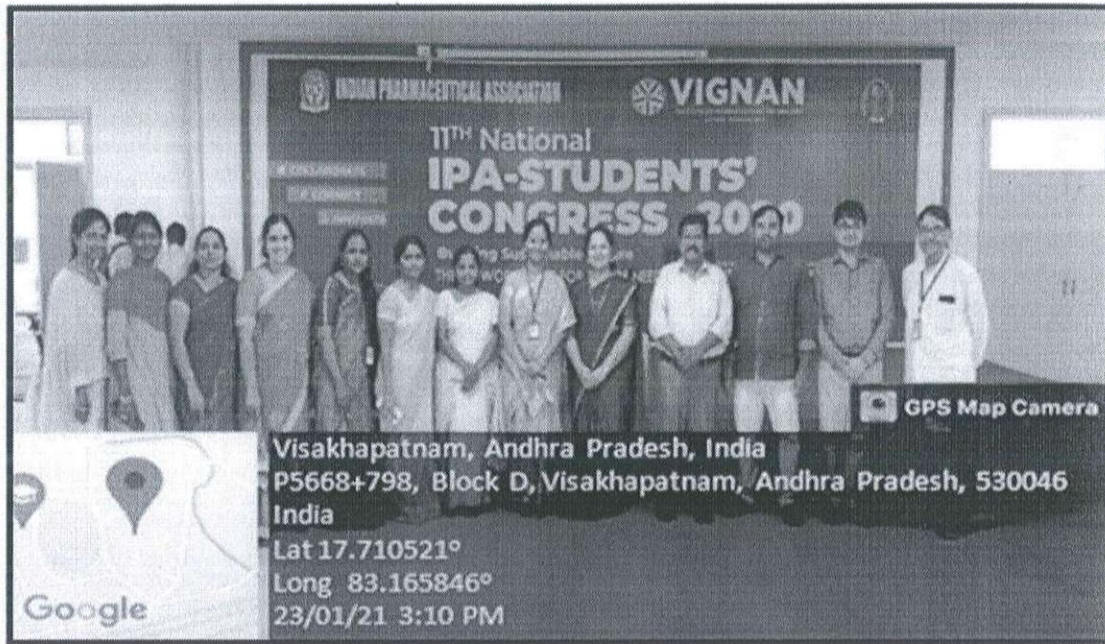 INDIAN PHARMACEUTICAL ASSOCIATION
VIGNAN
11TH National
IPA-STUDENTS'
CONGRESS 2020
GPS Map Camera
Visakhapatnam, Andhra Pradesh, India
P5668+798, Block D, Visakhapatnam, Andhra Pradesh, 530046
India
Lat 17.710521°
Long 83.165846°
23/01/21 3:10 PM
Google